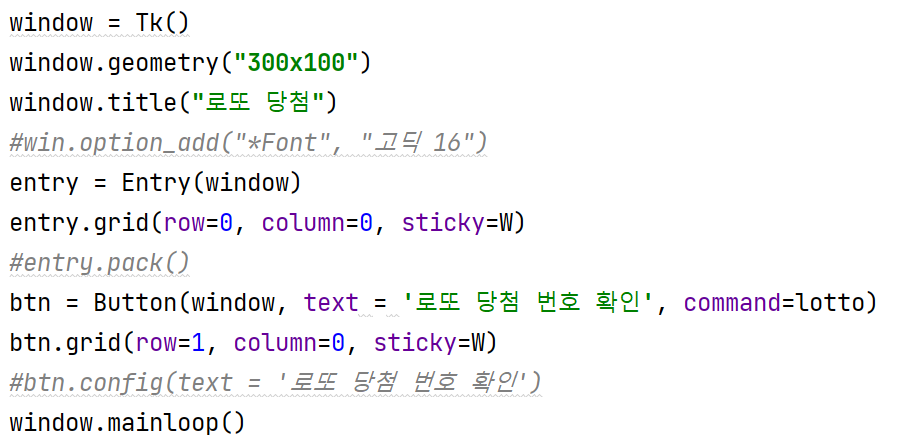 window = Tk()
window.geometry("300x100")
window.title("로또 당첨")
#win.option_add("*Font", "고딕 16")
entry = Entry(window)
entry.grid(row=0, column=0, sticky=W)
#entry.pack()
btn = Button(window, text = '로또 당첨 번호 확인', command=lotto)
btn.grid(row=1, column=0, sticky=W)
#btn.config(text = '로또 당첨 번호 확인')
window.mainloop()